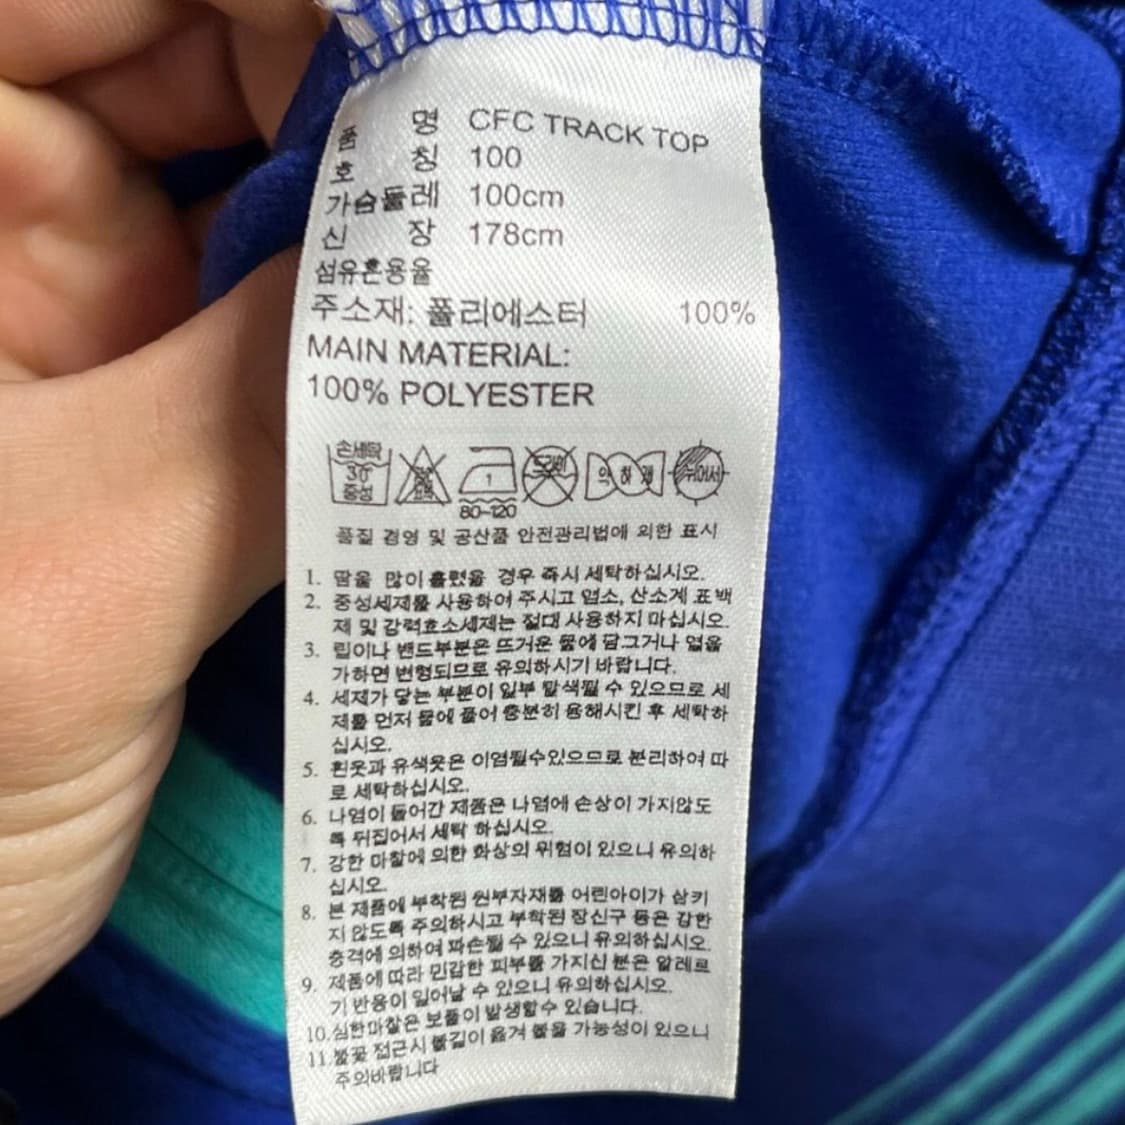 품 명 CFC TRACK TOP
호 칭 100
가슴둘레 100cm
신 장 178cm
섬유혼용율
주소재: 폴리에스터 100%
MAIN MATERIAL:
100% POLYESTER
손세탁 약하게 뉘어서
30 중성 1
80~120
품질 경영 및 공산품 안전관리법에 의한 표시
1. 땀을 많이 흘렸을 경우 즉시 세탁하십시오.
2. 중성세제를 사용하여 주시고 염소, 산소계 표백
제 및 강력효소세제는 절대 사용하지 마십시오.
3. 립이나 밴드부분은 뜨거운 물에 담그거나 열을
가하면 변형되므로 유의하시기 바랍니다.
4. 세제가 닿는 부분이 일부 탈색될 수 있으므로 세
제를 먼저 물에 풀어 충분히 용해시킨 후 세탁하
십시오.
5. 흰옷과 유색옷은 이염될수있으므로 분리하여 따
로 세탁하십시오.
6. 나염이 들어간 제품은 나염에 손상이 가지않도
록 뒤집어서 세탁 하십시오.
7. 강한 마찰에 의한 화상의 위험이 있으니 유의하
십시오.
8. 본 제품에 부착된 원부자재를 어린아이가 삼키
지 않도록 주의하시고 부착된 장신구 등은 강한
충격에 의하여 파손될 수 있으니 유의하십시오.
9. 제품에 따라 민감한 피부를 가지신 분은 알레르
기 반응이 일어날 수 있으니 유의하십시오.
10.심한마찰은 보풀이 발생할수 있습니다.
11.불꽃 접근시 불길이 옮겨 붙을 가능성이 있으니
주의바랍니다